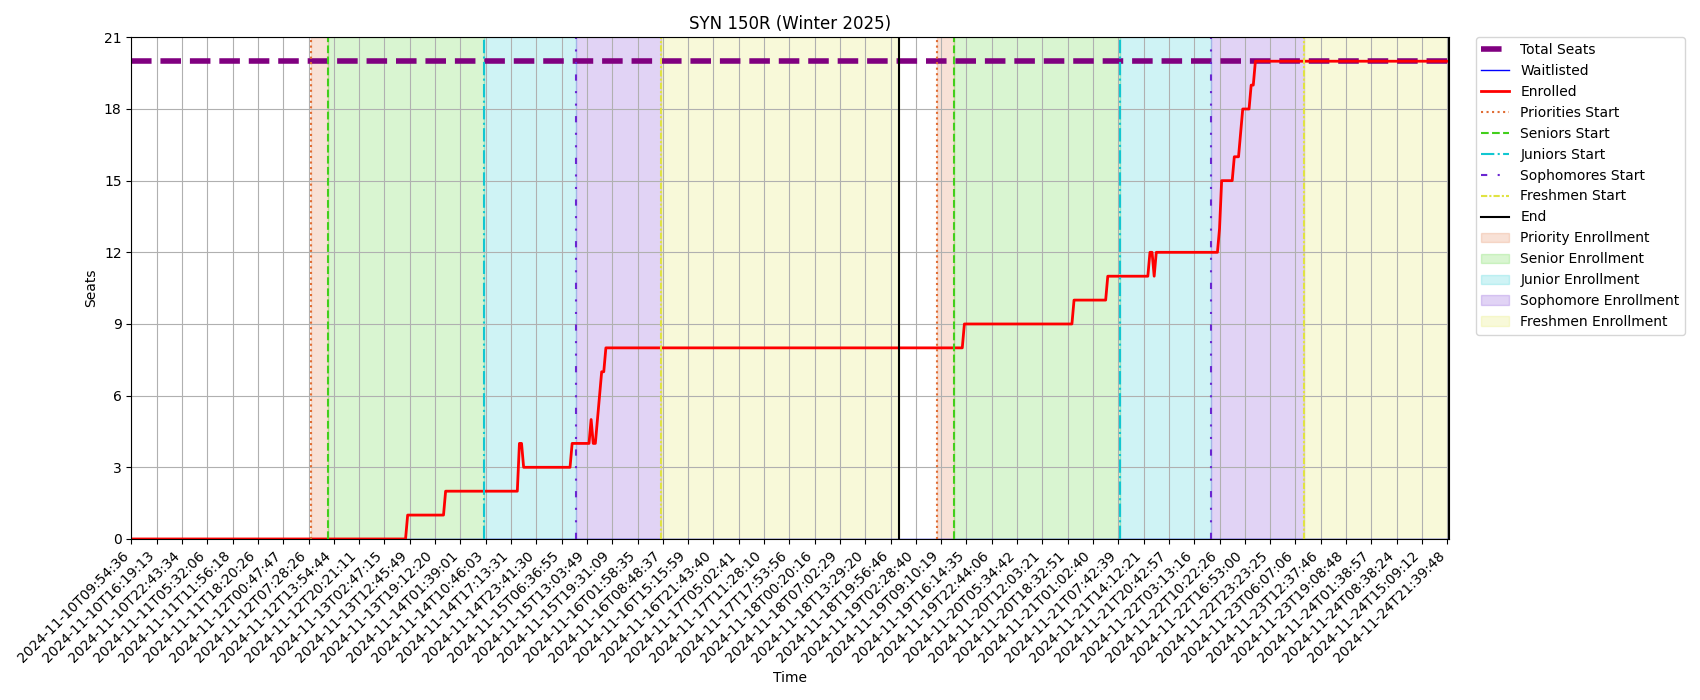 SYN 150R (Winter 2025)
21
18
15
12
9
6
3
0
Seats
2024-11-10T09:54:36
2024-11-10T16:19:13
2024-11-10T22:43:34
2024-11-11T05:32:06
2024-11-11T11:56:18
2024-11-11T18:20:26
2024-11-12T00:47:47
2024-11-12T07:28:26
2024-11-12T13:54:44
2024-11-12T20:21:11
2024-11-13T02:47:15
2024-11-13T12:45:49
2024-11-13T19:12:20
2024-11-14T01:39:01
2024-11-14T10:46:03
2024-11-14T17:13:31
2024-11-14T23:41:30
2024-11-15T06:36:55
2024-11-15T13:03:49
2024-11-15T19:31:09
2024-11-16T01:58:35
2024-11-16T08:48:37
2024-11-16T15:15:59
2024-11-16T21:43:40
2024-11-17T05:02:41
2024-11-17T11:28:10
2024-11-17T17:53:56
2024-11-18T00:20:16
2024-11-18T07:02:29
2024-11-18T13:29:20
2024-11-18T19:56:46
2024-11-19T02:28:40
2024-11-19T09:10:19
2024-11-19T16:14:35
2024-11-19T22:44:06
2024-11-20T05:34:42
2024-11-20T12:03:21
2024-11-20T18:32:51
2024-11-21T01:02:40
2024-11-21T07:42:39
2024-11-21T14:12:21
2024-11-21T20:42:57
2024-11-22T03:13:16
2024-11-22T10:22:26
2024-11-22T16:53:00
2024-11-22T23:23:25
2024-11-23T06:07:06
2024-11-23T12:37:46
2024-11-23T19:08:48
2024-11-24T01:38:57
2024-11-24T08:38:24
2024-11-24T15:09:12
2024-11-24T21:39:48
Time
Total Seats
Waitlisted
Enrolled
Priorities Start
Seniors Start
Juniors Start
Sophomores Start
Freshmen Start
End
Priority Enrollment
Senior Enrollment
Junior Enrollment
Sophomore Enrollment
Freshmen Enrollment